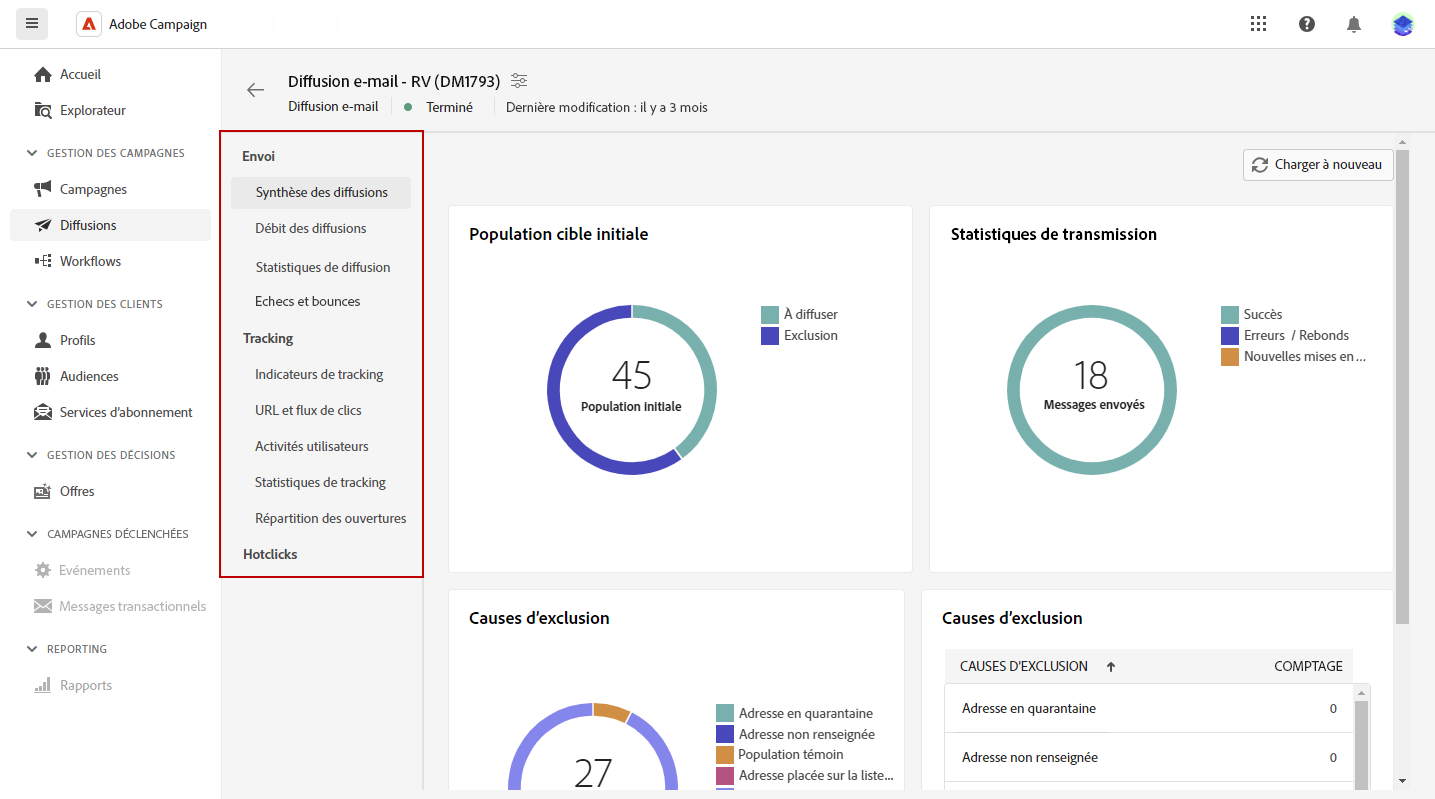 Adobe Campaign
Accueil
Explorateur
GESTION DES CAMPAGNES
Campagnes
Diffusions
Workflows
GESTION DES CLIENTS
Profils
Audiences
Services d'abonnement
GESTION DES DÉCISIONS
Offres
CAMPAGNES DÉCLENCHÉES
Evénements
Messages transactionnels
REPORTING
Rapports
Diffusion e-mail - RV (DM1793)
Diffusion e-mail
Terminé
Dernière modification : il y a 3 mois
Envoi
Synthèse des diffusions
Débit des diffusions
Statistiques de diffusion
Echecs et bounces
Tracking
Indicateurs de tracking
URL et flux de clics
Activités utilisateurs
Statistiques de tracking
Répartition des ouvertures
Hotclicks
Charger à nouveau
Population cible initiale
45
Population initiale
À diffuser
Exclusion
Statistiques de transmission
18
Messages envoyés
Succès
Erreurs / Rebonds
Nouvelles mises en ...
Causes d'exclusion
27
Adresse en quarantaine
Adresse non renseignée
Population témoin
Adresse placée sur la liste...
Causes d'exclusion
CAUSES D'EXCLUSION COMPTAGE
Adresse en quarantaine 0
Adresse non renseignée 0